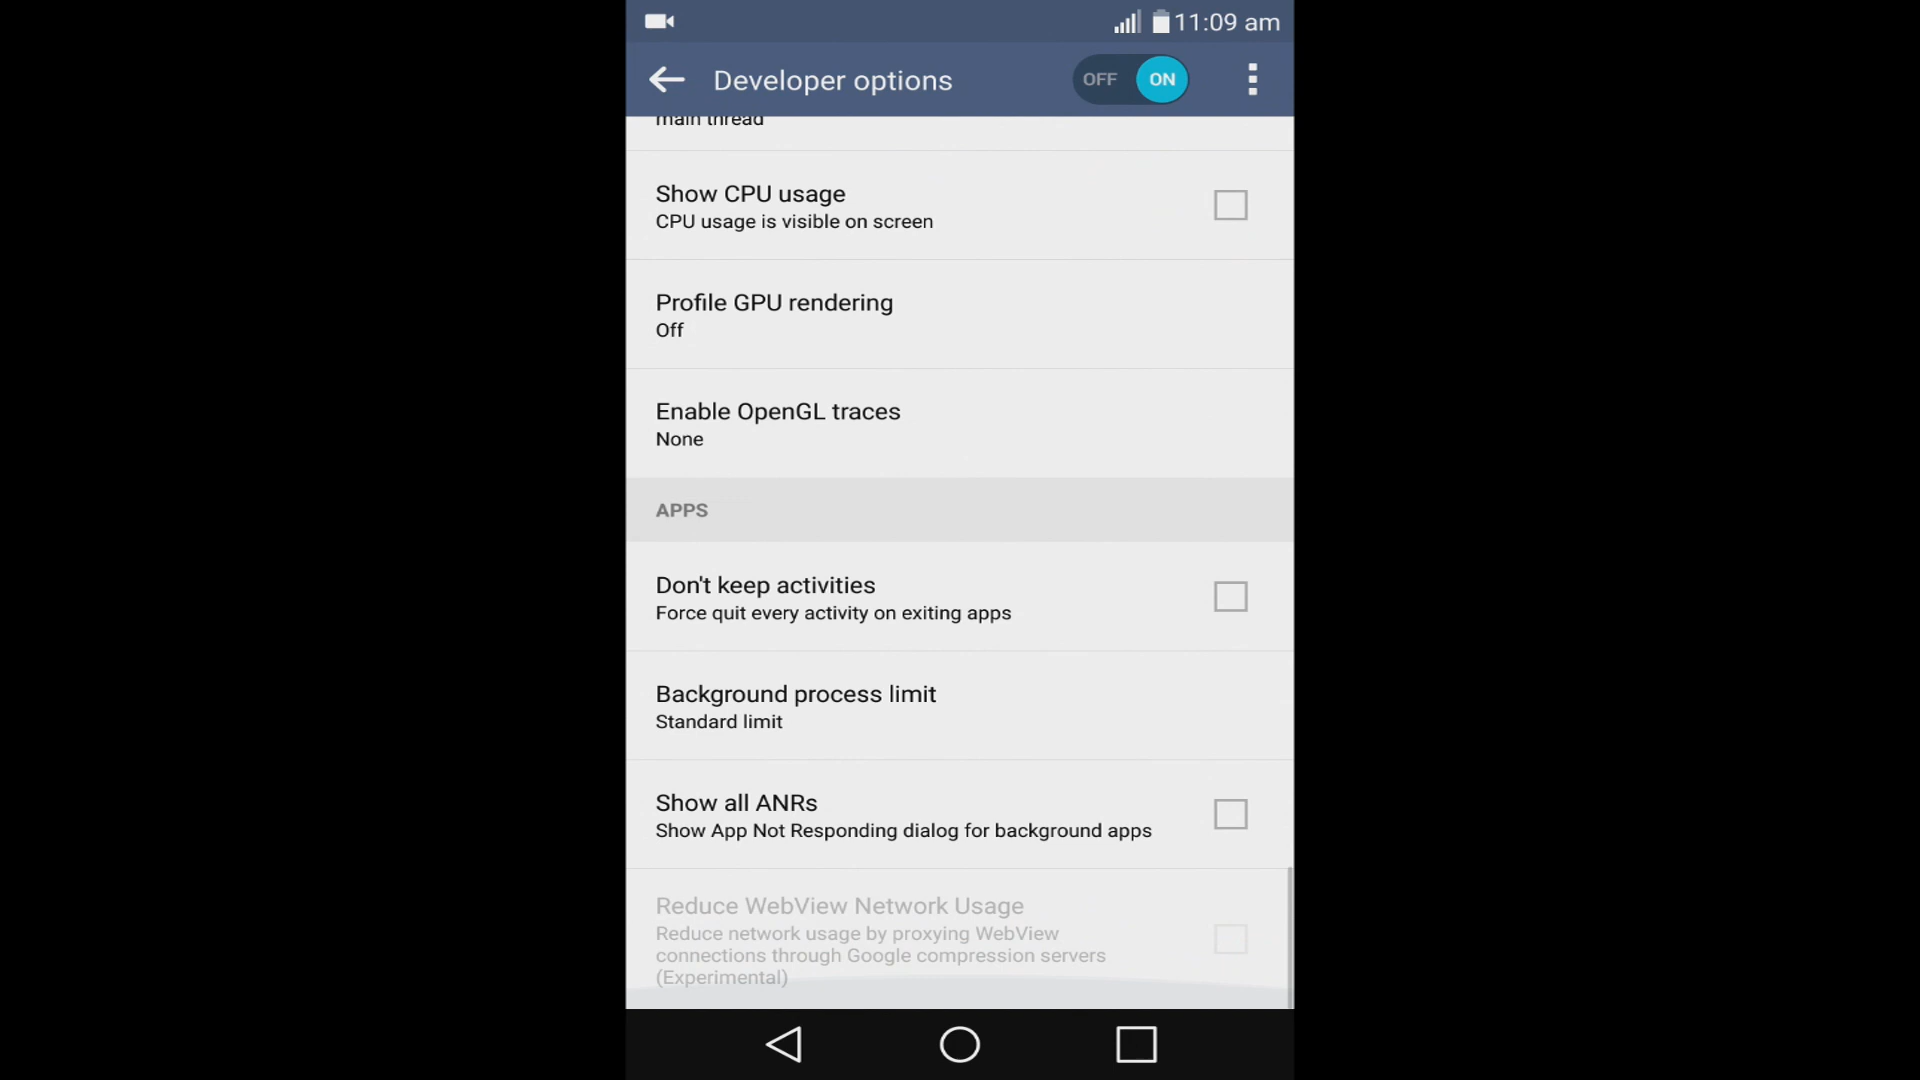 11:09 am
Developer options
OFF ON
main thread
Show CPU usage
CPU usage is visible on screen
Profile GPU rendering
Off
Enable OpenGL traces
None
APPS
Don't keep activities
Force quit every activity on exiting apps
Background process limit
Standard limit
Show all ANRs
Show App Not Responding dialog for background apps
Reduce WebView Network Usage
Reduce network usage by proxying WebView
connections through Google compression servers
(Experimental)